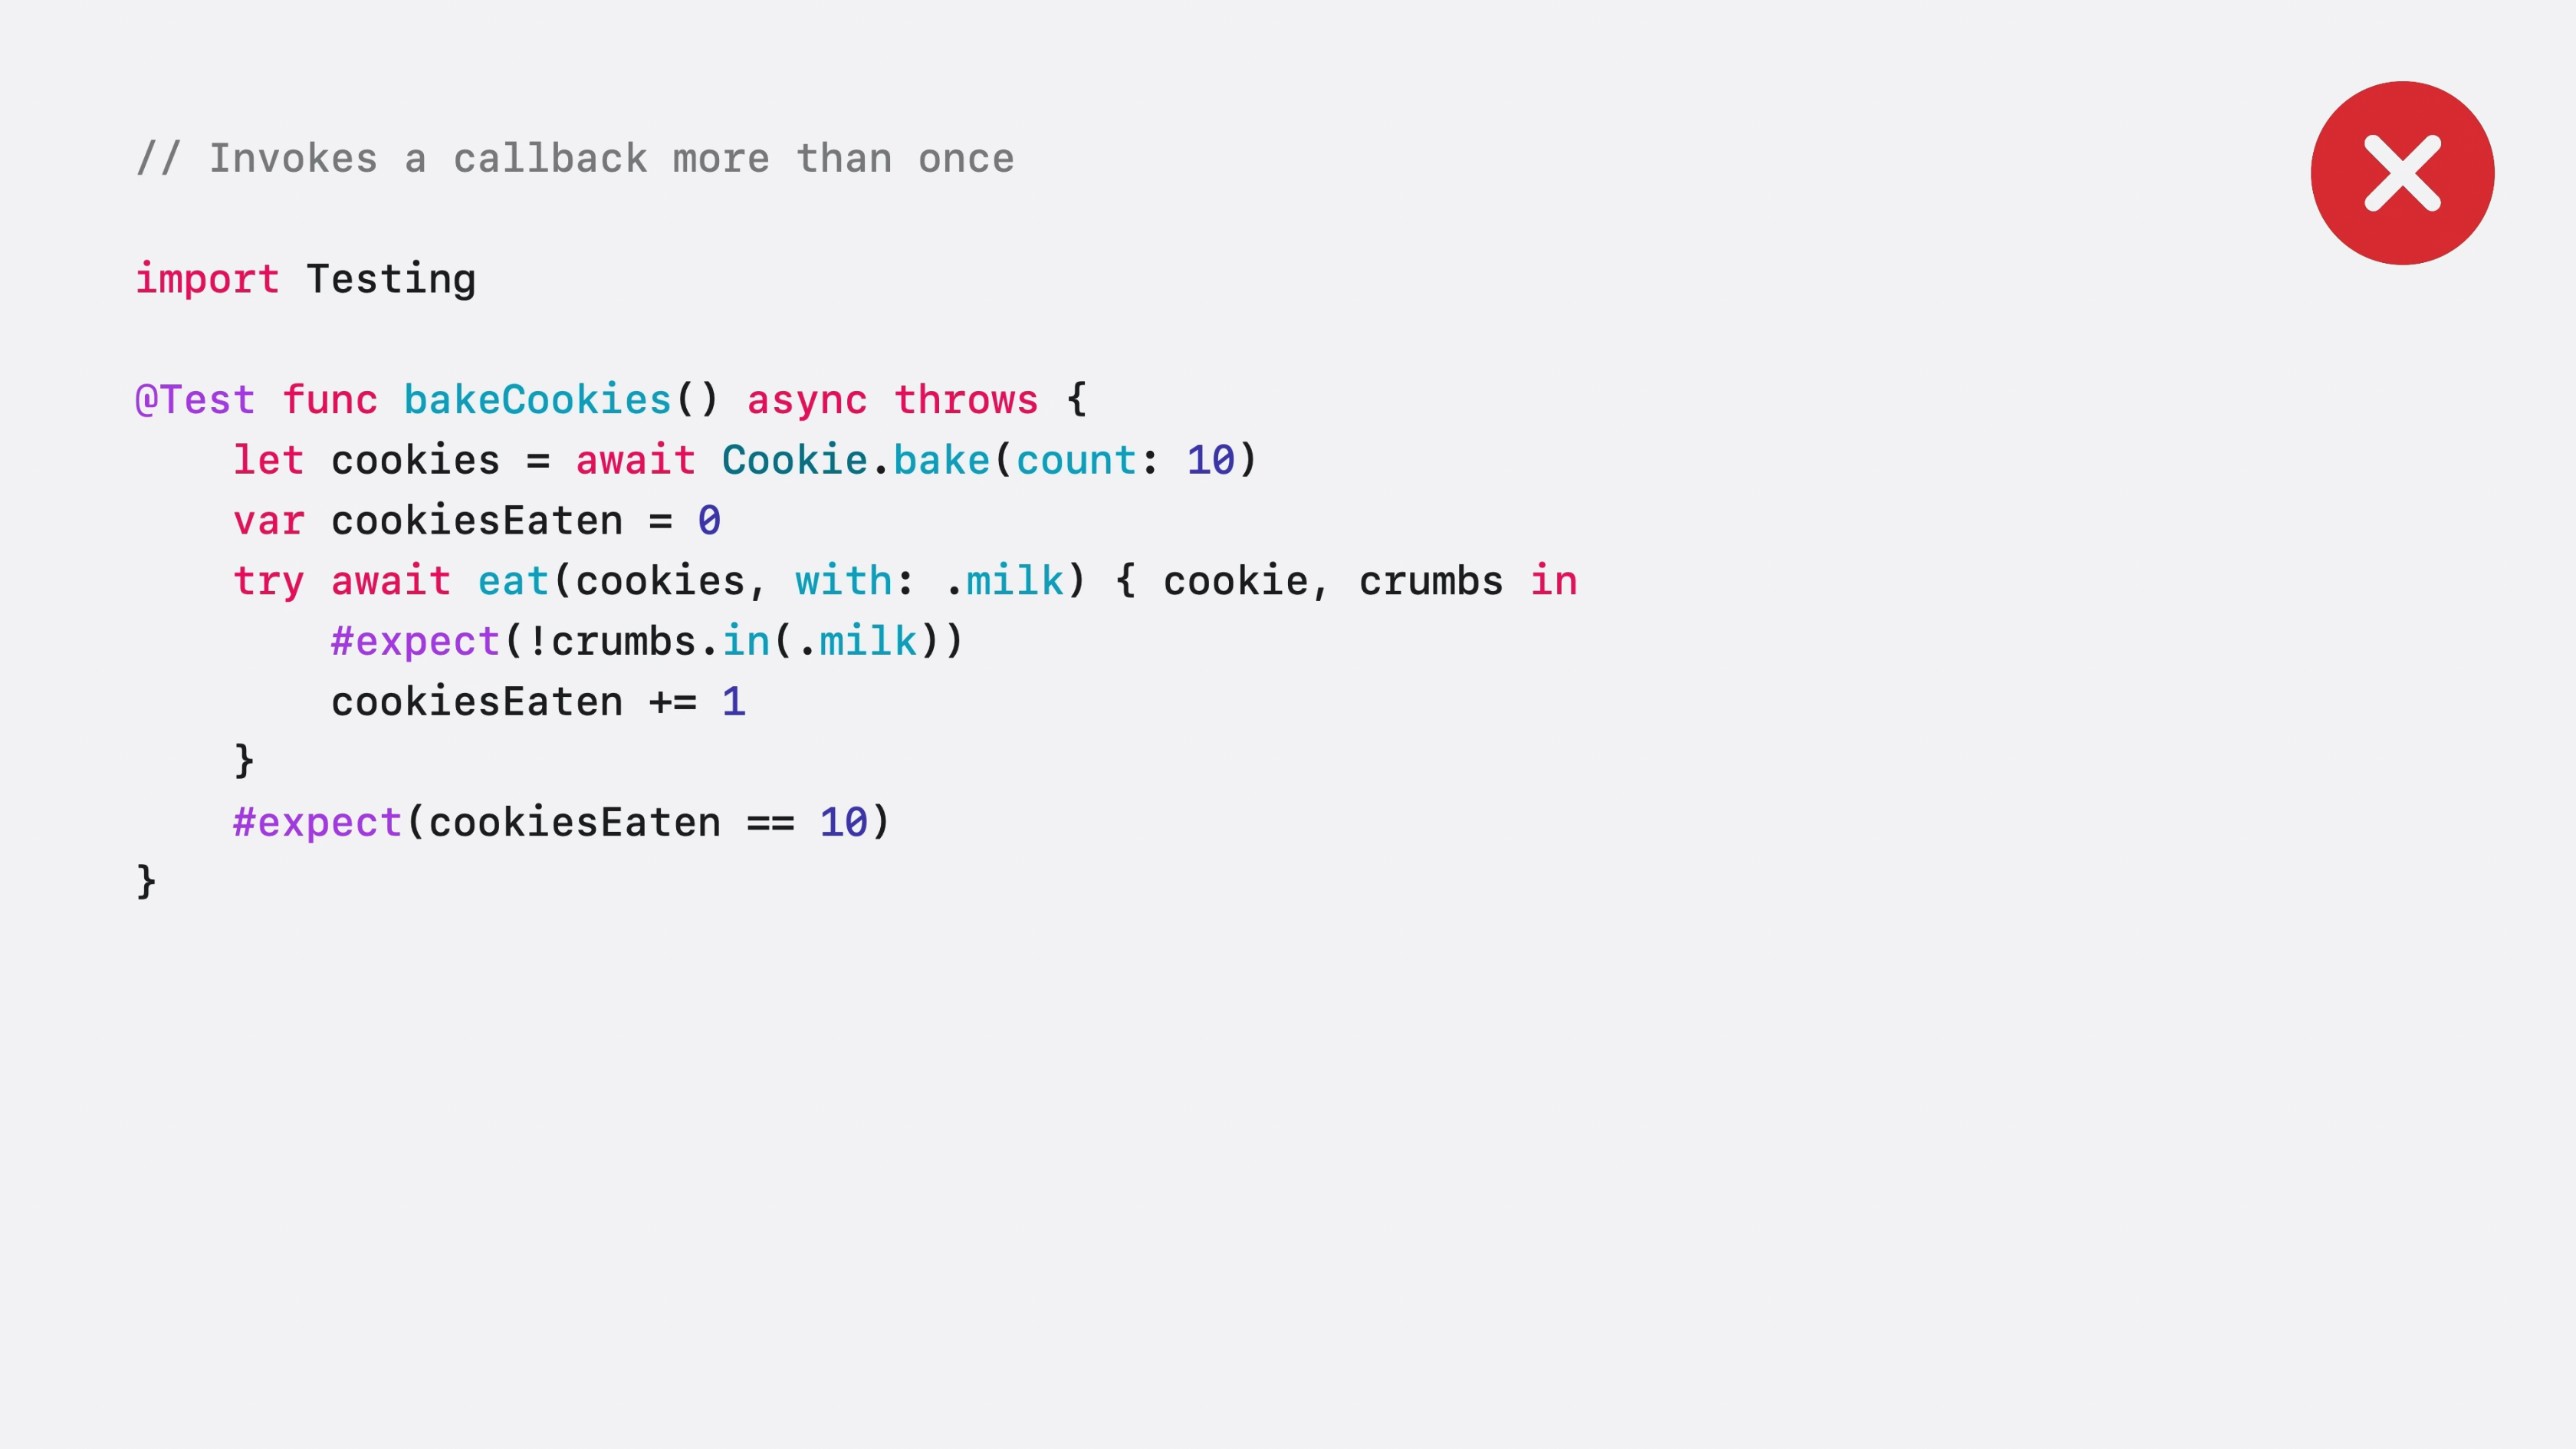 // Invokes a callback more than once
import Testing
@Test func bakeCookies() async throws {
    let cookies = await Cookie.bake(count: 10)
    var cookiesEaten = 0
    try await eat(cookies, with: .milk) { cookie, crumbs in
        #expect(!crumbs.in(.milk))
        cookiesEaten += 1
    }
    #expect(cookiesEaten == 10)
}